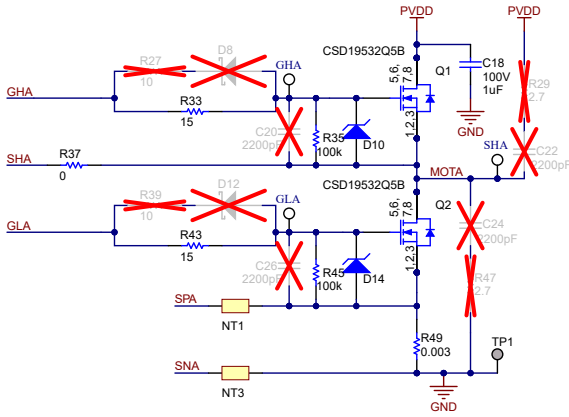 PVDD
PVDD
D8
R27
10
GHA
CSD19532Q5B
Q1
C18
100V
1uF
GND
5,6,
7,8
1,2,3
R29
2.7
GHA
R33
15
C20
2200pF
R35
100k
D10
SHA
C22
2200pF
SHA
R37
0
MOTA
D12
R39
10
GLA
CSD19532Q5B
5,6,
7,8
Q2
1,2,3
C24
2200pF
GLA
R43
15
C26
2200pF
R45
100k
D14
R47
2.7
SPA
NT1
R49
0.003
TP1
SNA
NT3
GND